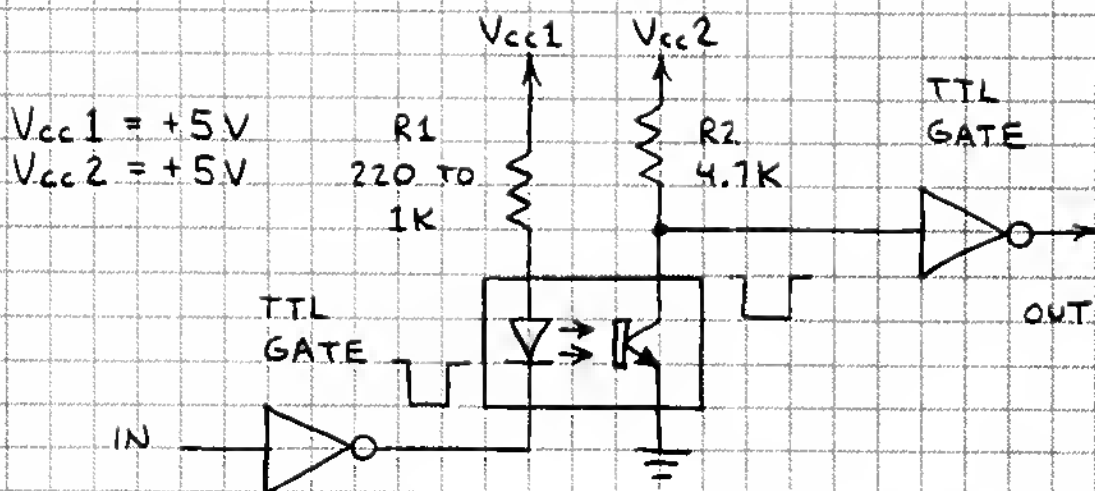 Vcc1
Vcc2
Vcc1 = +5V
Vcc2 = +5V
R1
220 TO
1K
R2
4.7K
TTL
GATE
TTL
GATE
OUT
IN